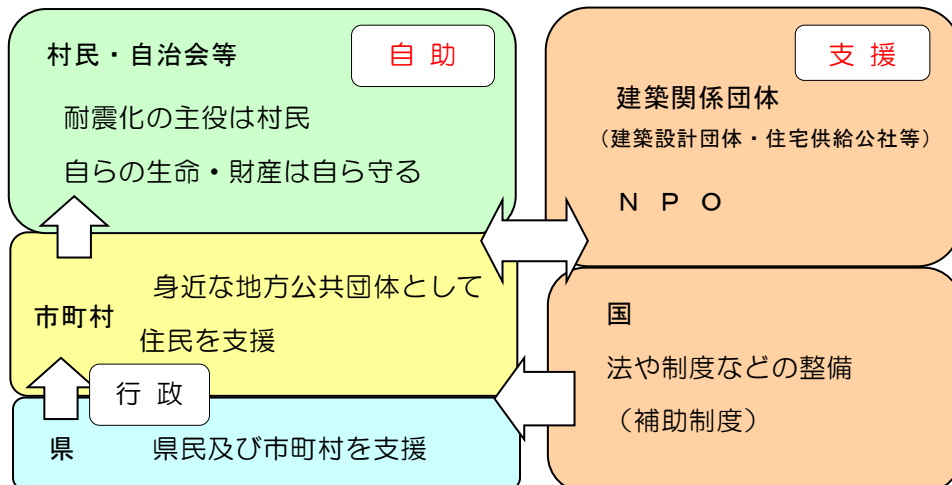 村民・自治会等
自 助
耐震化の主役は村民
自らの生命・財産は自ら守る
市町村
身近な地方公共団体として
住民を支援
行 政
県
県民及び市町村を支援
支 援
建築関係団体
（建築設計団体・住宅供給公社等）
Ｎ Ｐ Ｏ
国
法や制度などの整備
（補助制度）